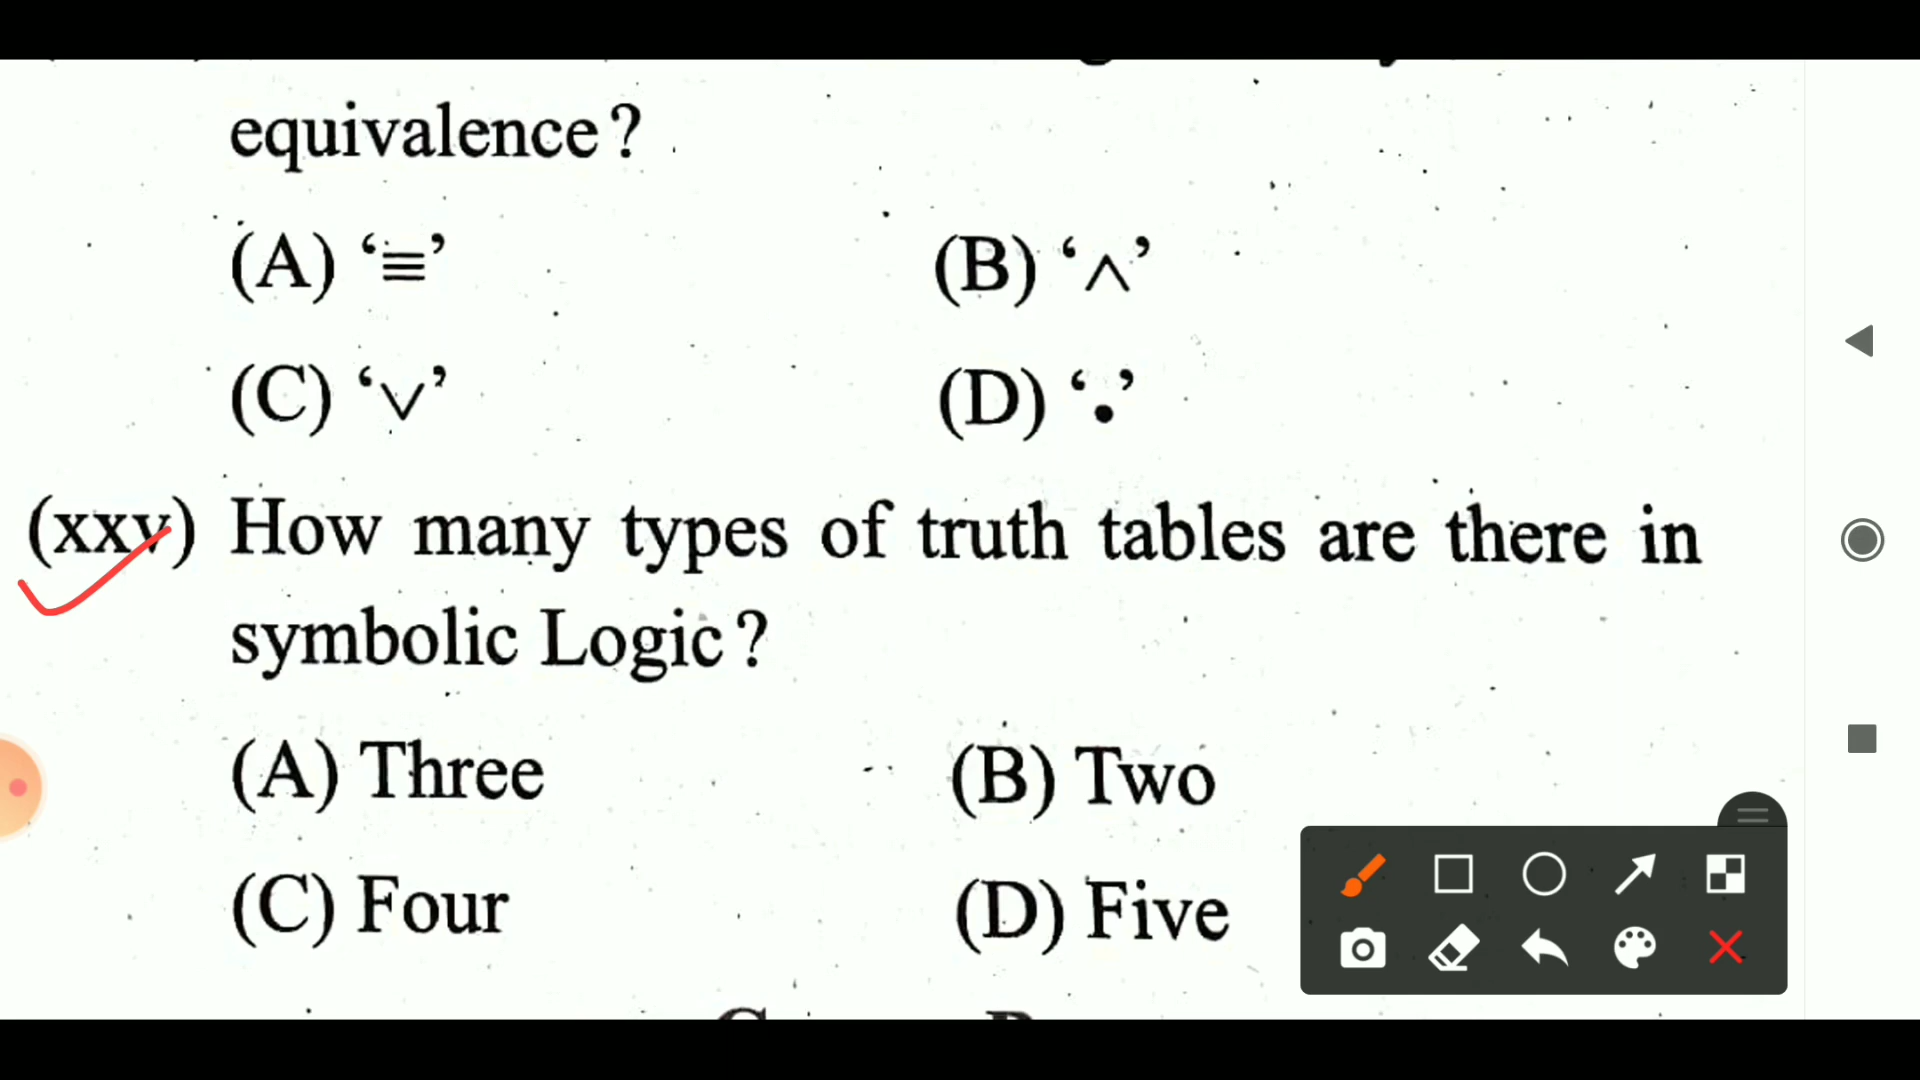 equivalence ?
(A) ‘≡’ (B) ‘∧’
(C) ‘∨’ (D) ‘•’
(xxv) How many types of truth tables are there in
symbolic Logic ?
(A) Three (B) Two
(C) Four (D) Five